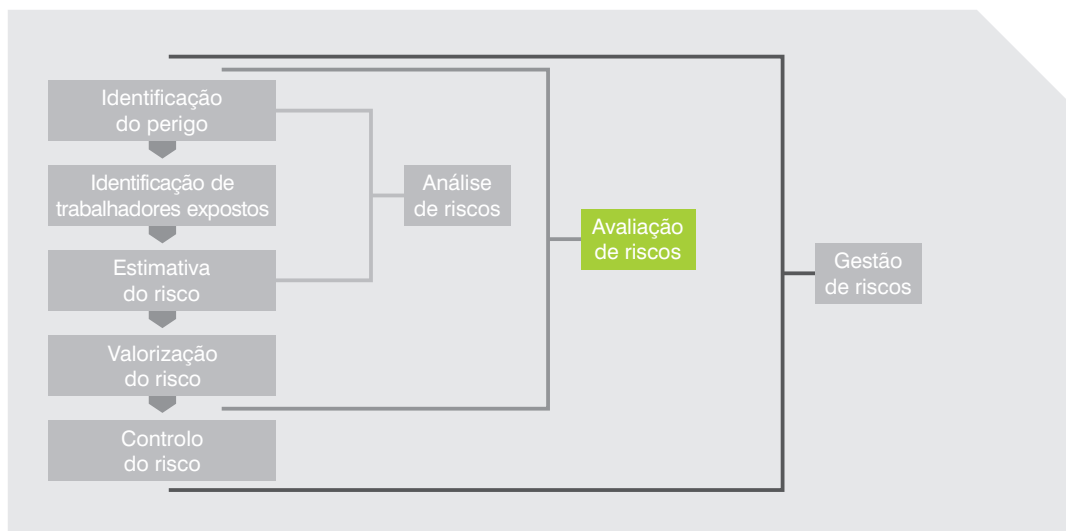 Identificação
do perigo
Identificação de
trabalhadores expostos
Estimativa
do risco
Valorização
do risco
Controlo
do risco
Análise
de riscos
Avaliação
de riscos
Gestão
de riscos